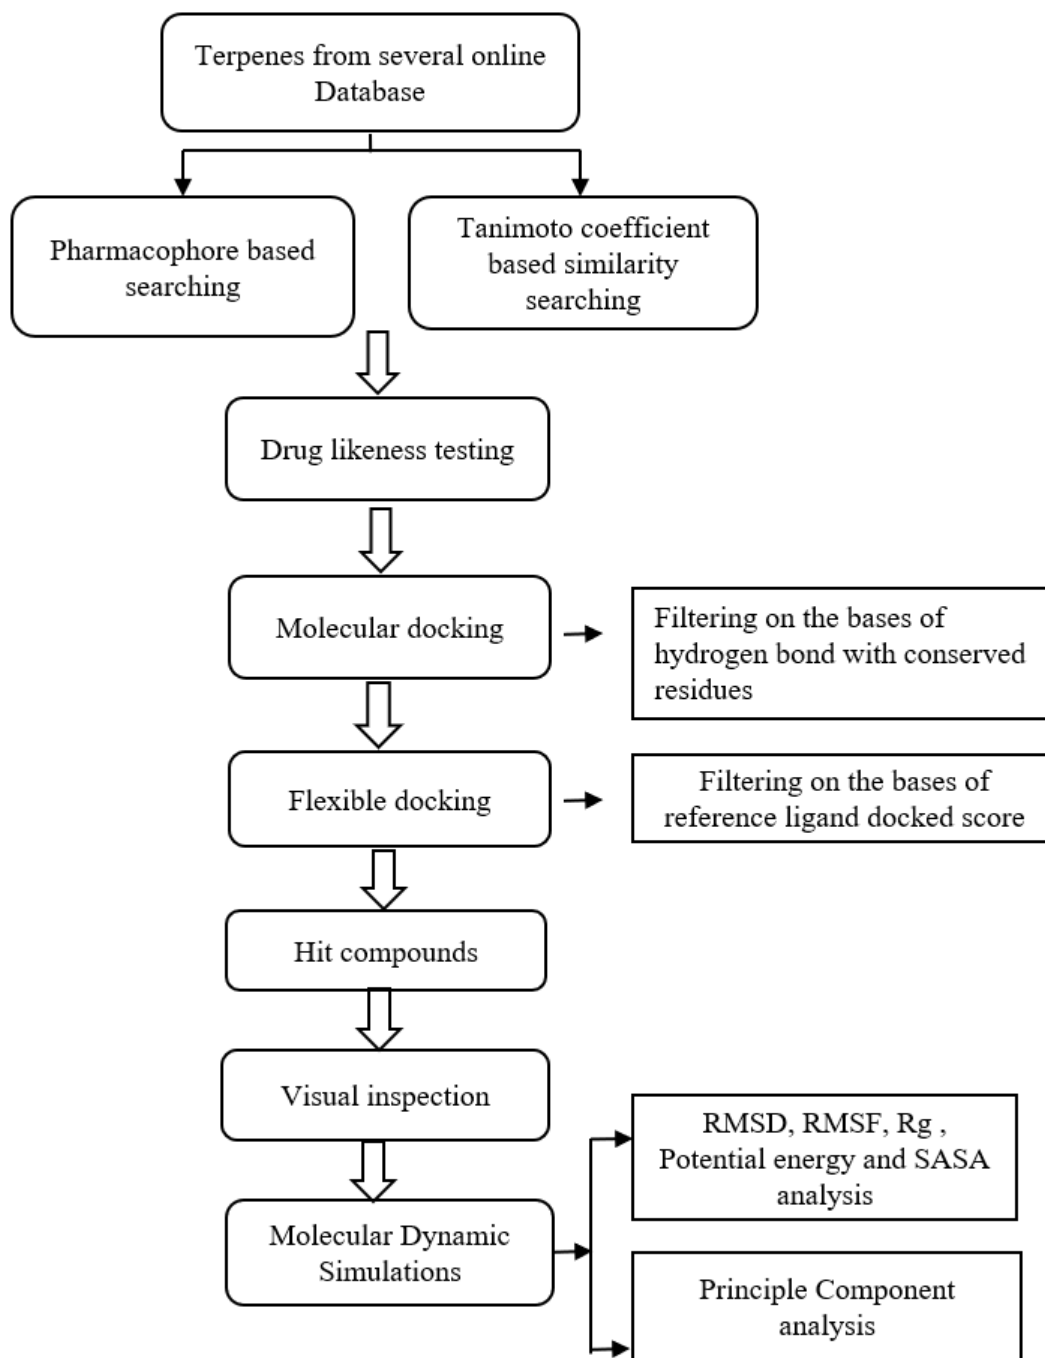 Terpenes from several online
Database
Pharmacophore based
searching
Tanimoto coefficient
based similarity
searching
Drug likeness testing
Molecular docking
Filtering on the bases of
hydrogen bond with conserved
residues
Flexible docking
Filtering on the bases of
reference ligand docked score
Hit compounds
Visual inspection
RMSD, RMSF, Rg ,
Potential energy and SASA
analysis
Molecular Dynamic
Simulations
Principle Component
analysis